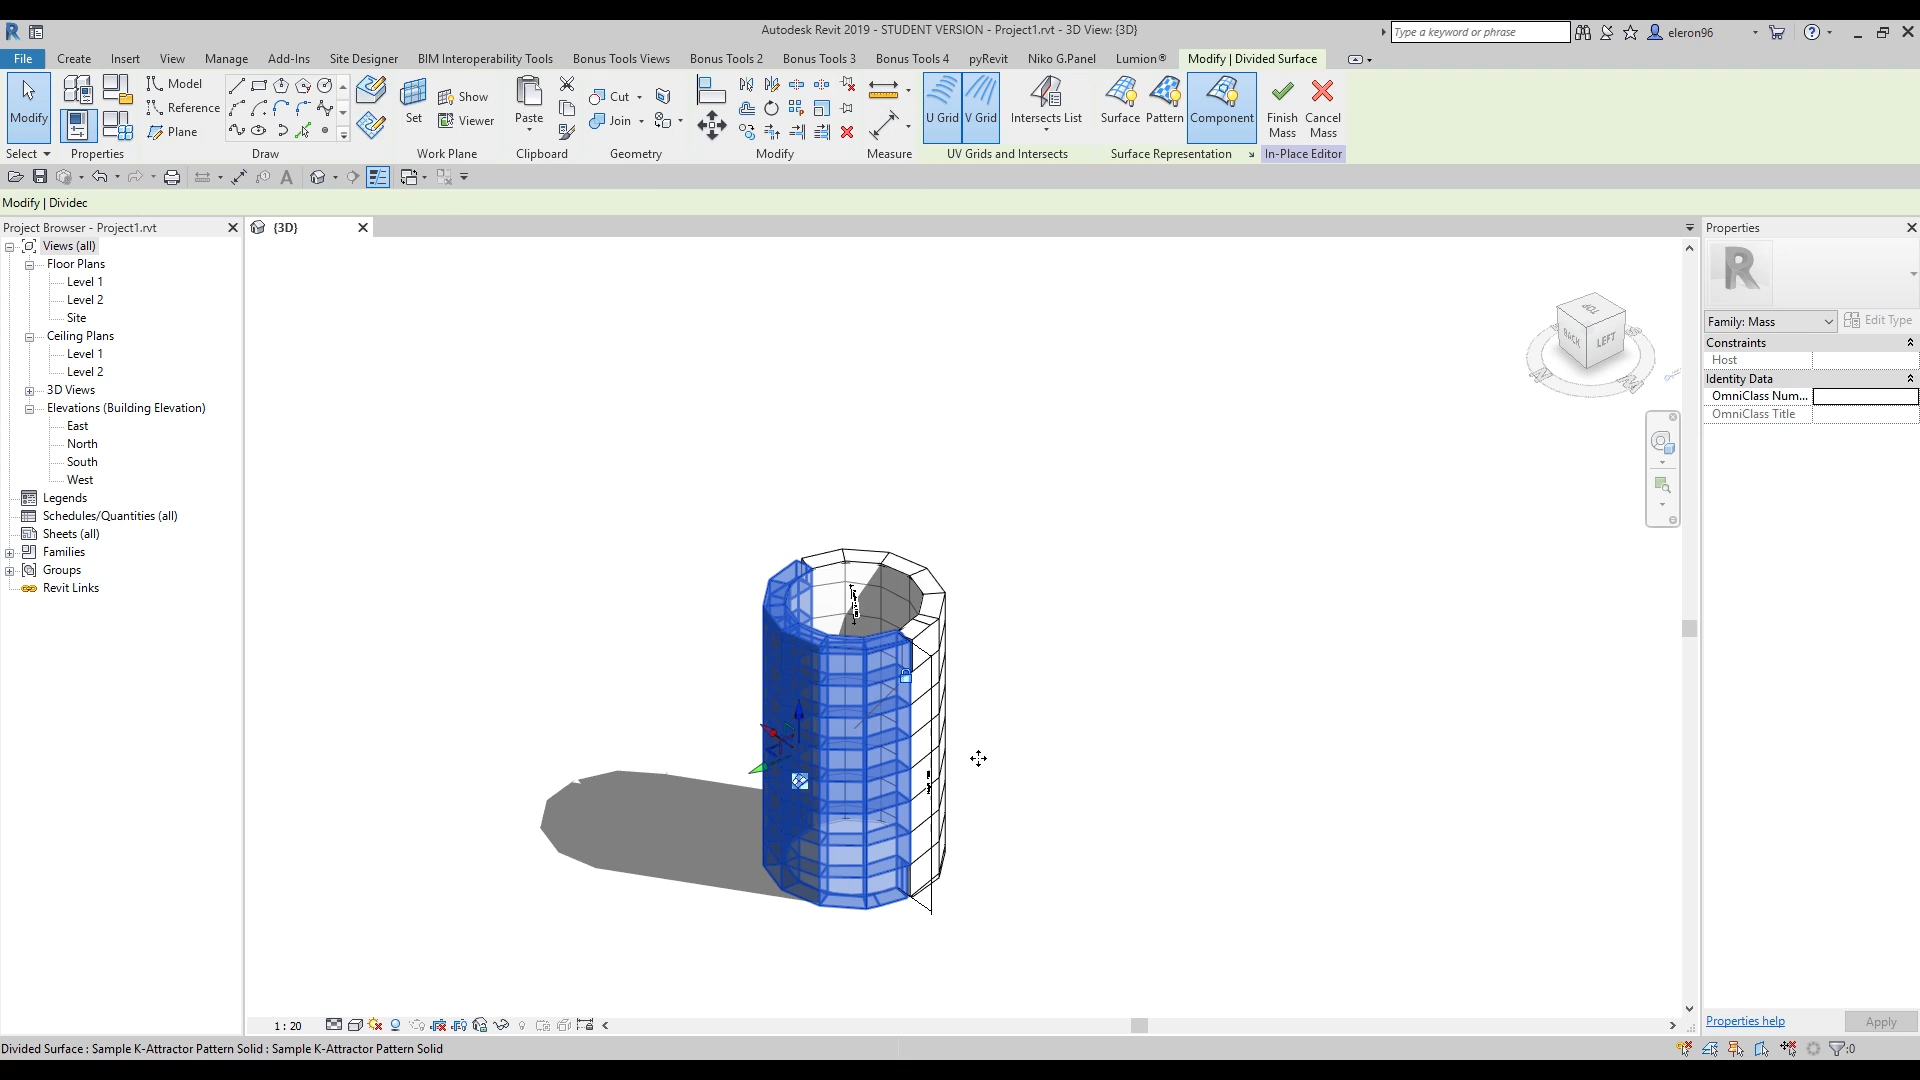 Autodesk Revit 2019 - STUDENT VERSION - Project1.rvt - 3D View: {3D}
Type a keyword or phrase
eleron96
File Create Insert View Manage Add-Ins Site Designer BIM Interoperability Tools Bonus Tools Views Bonus Tools 2 Bonus Tools 3 Bonus Tools 4 pyRevit Niko G.Panel Lumion® Modify | Divided Surface
Modify
Model
Reference
Plane
Set
Show
Viewer
Paste
Cut
Join
U Grid V Grid
Intersects List
Surface Pattern Component
Finish Mass
Cancel Mass
Select Properties Draw Work Plane Clipboard Geometry Modify Measure UV Grids and Intersects Surface Representation In-Place Editor
Modify | Dividec
Project Browser - Project1.rvt
{3D}
Properties
Views (all)
Floor Plans
Level 1
Level 2
Site
Ceiling Plans
Level 1
Level 2
3D Views
Elevations (Building Elevation)
East
North
South
West
Legends
Schedules/Quantities (all)
Sheets (all)
Families
Groups
Revit Links
TOP
BACK
LEFT
Family: Mass
Edit Type
Constraints
Host
Identity Data
OmniClass Num...
OmniClass Title
1 : 20
Properties help
Apply
Divided Surface : Sample K-Attractor Pattern Solid : Sample K-Attractor Pattern Solid
:0